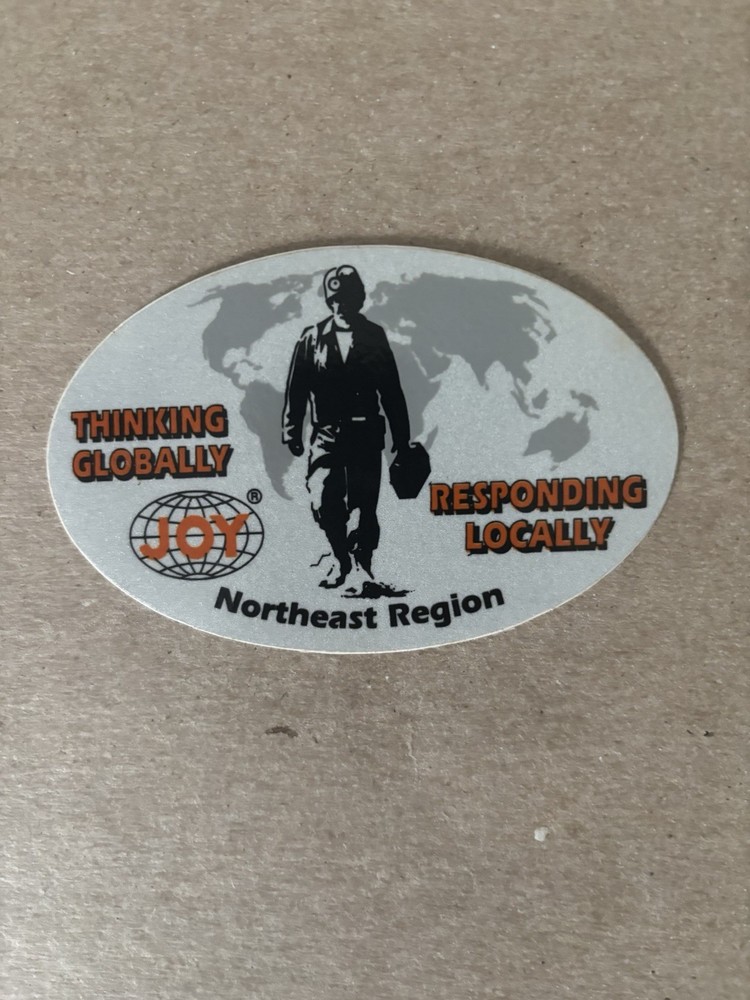 THINKING
GLOBALLY
JOY®
RESPONDING
LOCALLY
Northeast Region